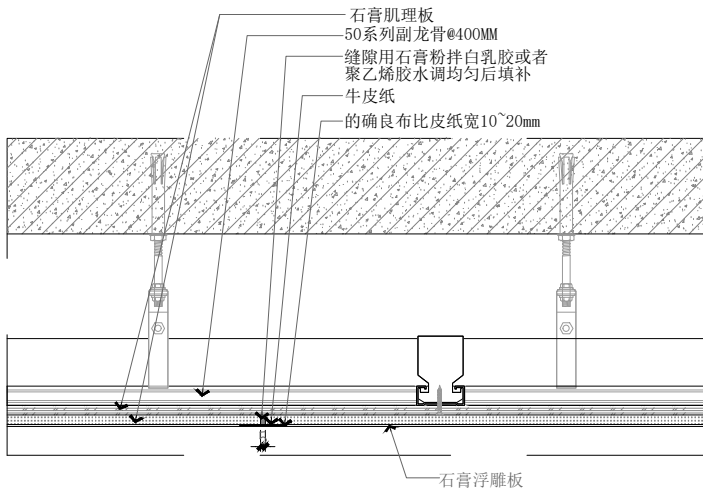 石膏肌理板
50系列副龙骨@400MM
缝隙用石膏粉拌白乳胶或者
聚乙烯胶水调均匀后填补
牛皮纸
的确良布比皮纸宽10~20mm
石膏浮雕板